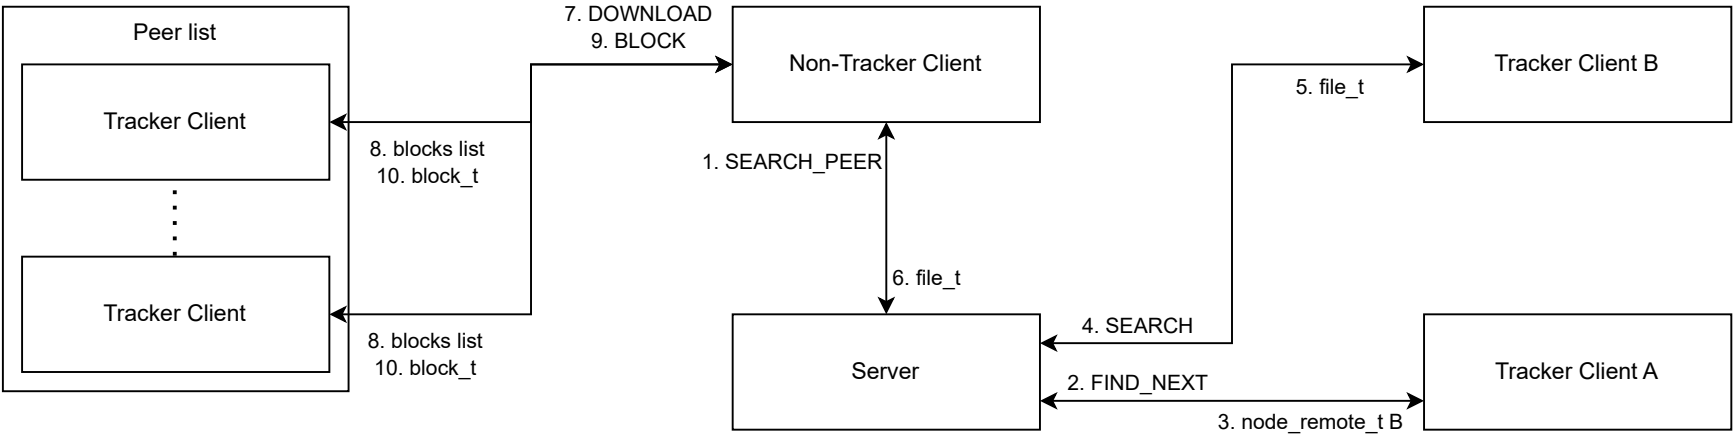 Peer list
Tracker Client
Tracker Client
8. blocks list
10. block_t
8. blocks list
10. block_t
7. DOWNLOAD
9. BLOCK
Non-Tracker Client
1. SEARCH_PEER
6. file_t
Server
5. file_t
Tracker Client B
4. SEARCH
2. FIND_NEXT
3. node_remote_t B
Tracker Client A